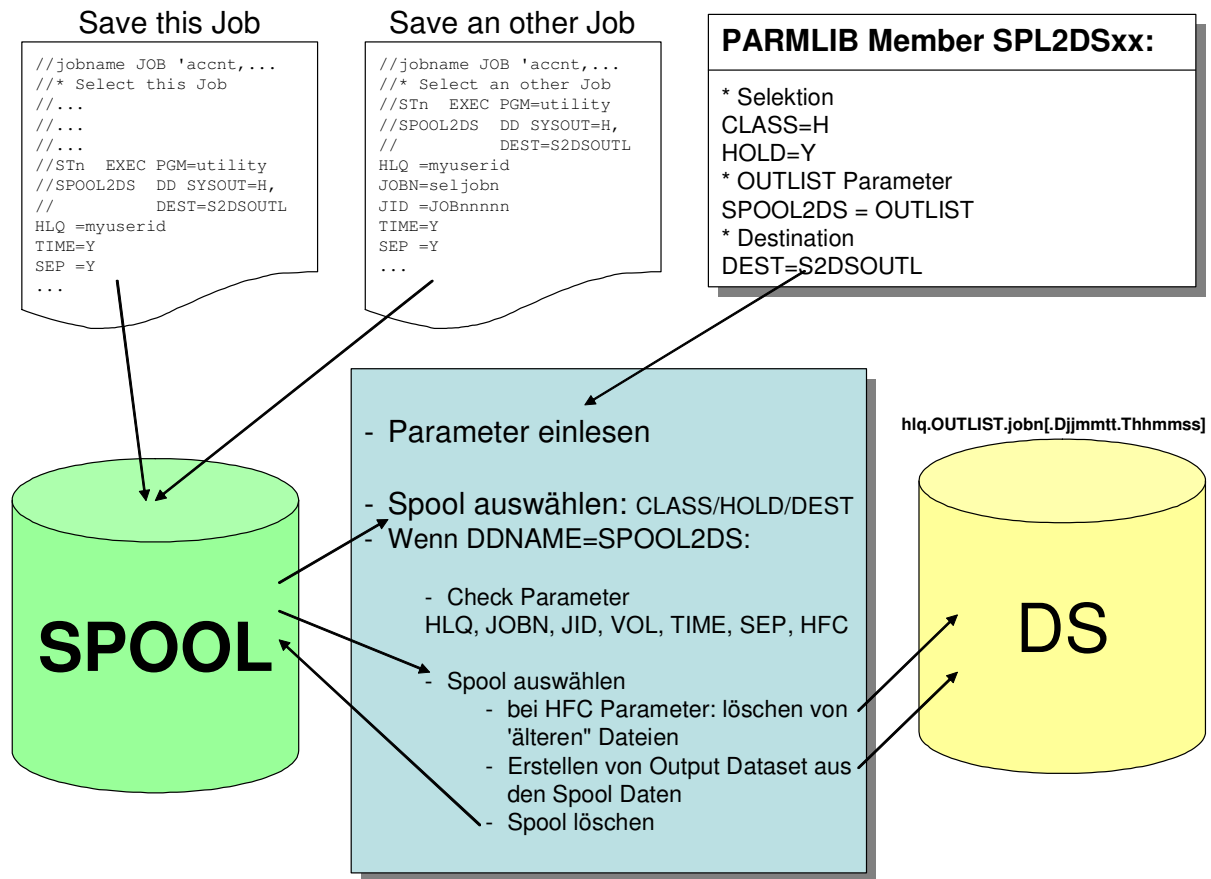 Save this Job
//jobname JOB 'accnt,...
//* Select this Job
//...
//...
//...
//STn  EXEC PGM=utility
//SPOOL2DS  DD SYSOUT=H,
//          DEST=S2DSOUTL
HLQ =myuserid
TIME=Y
SEP =Y
...
Save an other Job
//jobname JOB 'accnt,...
//* Select an other Job
//STn  EXEC PGM=utility
//SPOOL2DS  DD SYSOUT=H,
//          DEST=S2DSOUTL
HLQ =myuserid
JOBN=seljobn
JID =JOBnnnnn
TIME=Y
SEP =Y
...
PARMLIB Member SPL2DSxx:
* Selektion
CLASS=H
HOLD=Y
* OUTLIST Parameter
SPOOL2DS = OUTLIST
* Destination
DEST=S2DSOUTL
SPOOL
- Parameter einlesen
- Spool auswählen: CLASS/HOLD/DEST
- Wenn DDNAME=SPOOL2DS:
- Check Parameter
HLQ, JOBN, JID, VOL, TIME, SEP, HFC
- Spool auswählen
- bei HFC Parameter: löschen von
'älteren" Dateien
- Erstellen von Output Dataset aus
den Spool Daten
- Spool löschen
hlq.OUTLIST.jobn[.Djjmmtt.Thhmmss]
DS